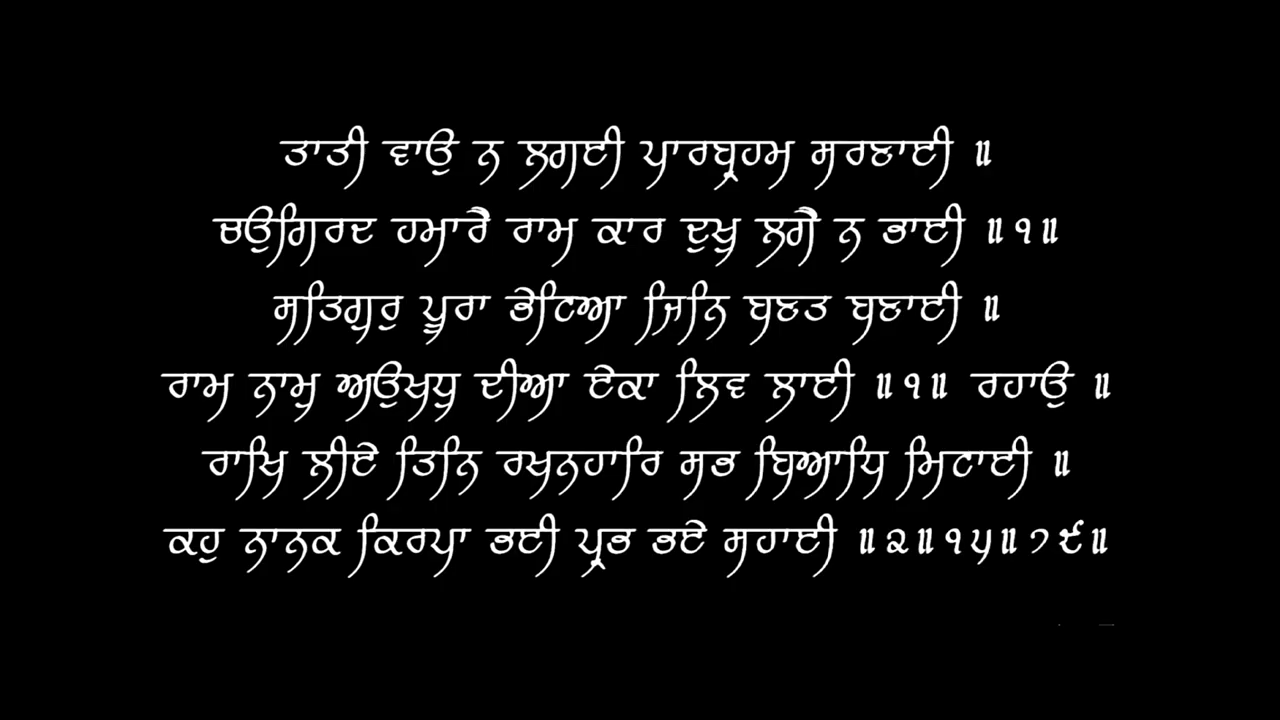 ਤਾਤੀ ਵਾਉ ਨ ਲਗਈ ਪਾਰਬ੍ਰਹਮ ਸਰਣਾਈ ॥
ਚਉਗਿਰਦ ਹਮਾਰੈ ਰਾਮ ਕਾਰ ਦੁਖੁ ਲਗੈ ਨ ਭਾਈ ॥੧॥
ਸਤਿਗੁਰੁ ਪੂਰਾ ਭੇਟਿਆ ਜਿਨਿ ਬਣਤ ਬਣਾਈ ॥
ਰਾਮ ਨਾਮੁ ਅਉਖਧੁ ਦੀਆ ਏਕਾ ਲਿਵ ਲਾਈ ॥੧॥ ਰਹਾਉ ॥
ਰਾਖਿ ਲੀਏ ਤਿਨਿ ਰਖਨਹਾਰਿ ਸਭ ਬਿਆਧਿ ਮਿਟਾਈ ॥
ਕਹੁ ਨਾਨਕ ਕਿਰਪਾ ਭਈ ਪ੍ਰਭ ਭਏ ਸਹਾਈ ॥੨॥੧੫॥੭੯॥